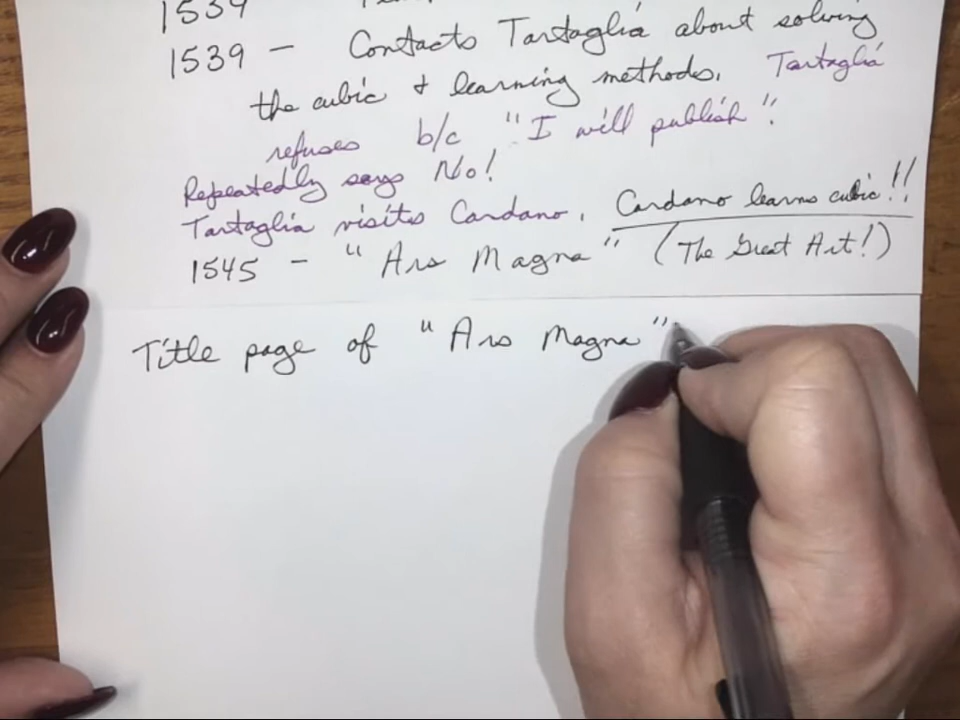 1539
1539 - Contacts Tartaglia about solving
the cubic + learning methods. Tartaglia
refuses b/c "I will publish".
Repeatedly says No!
Tartaglia visits Cardano. Cardano learns cubic!!
1545 - "Ars Magna" (The Great Art!)
Title page of "Ars Magna"